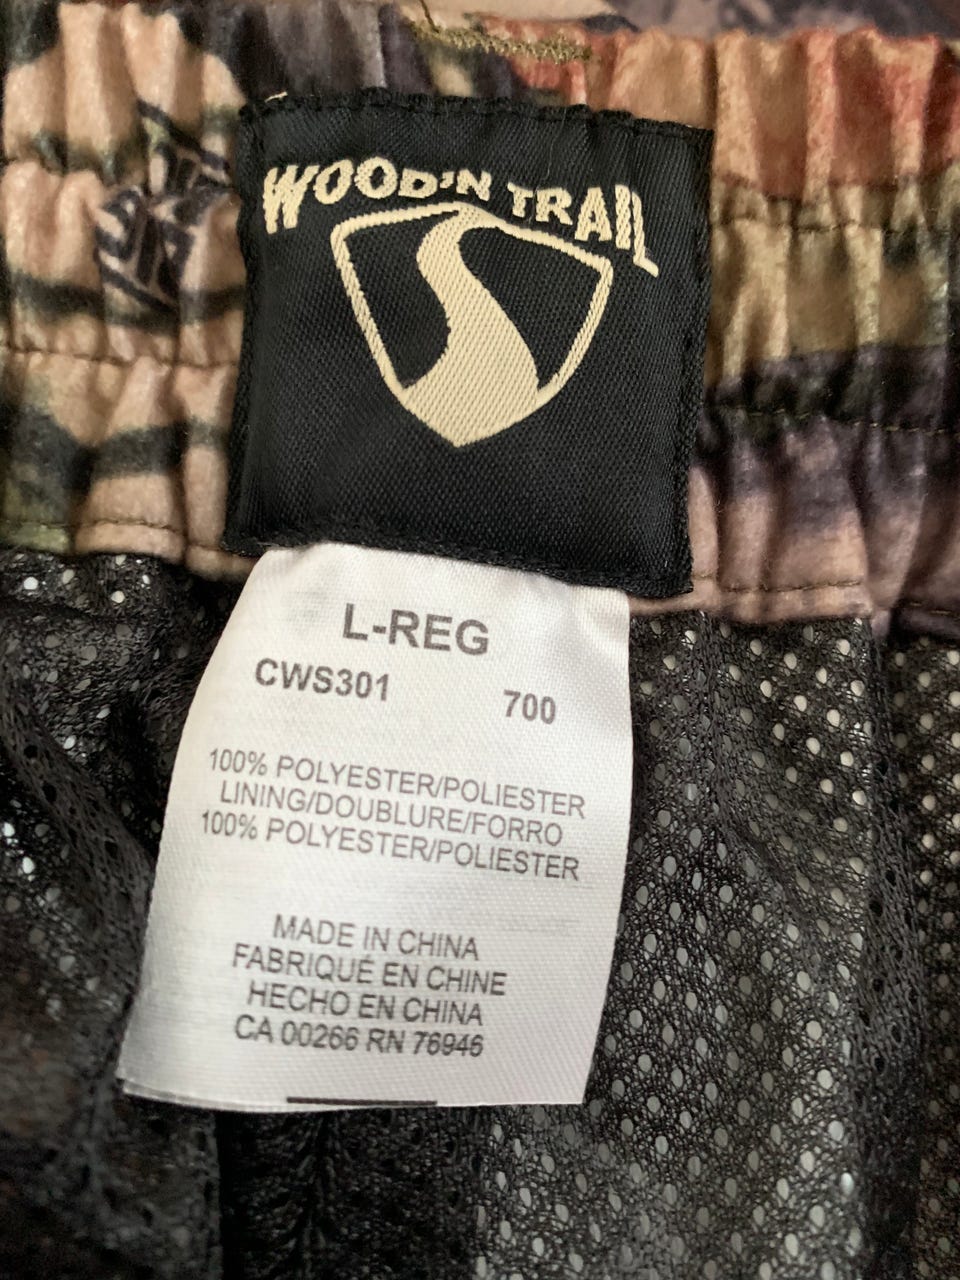 WOOD'N TRAIL
L-REG
CWS301 700
100% POLYESTER/POLIESTER
LINING/DOUBLURE/FORRO
100% POLYESTER/POLIESTER
MADE IN CHINA
FABRIQUÉ EN CHINE
HECHO EN CHINA
CA 00266 RN 76946